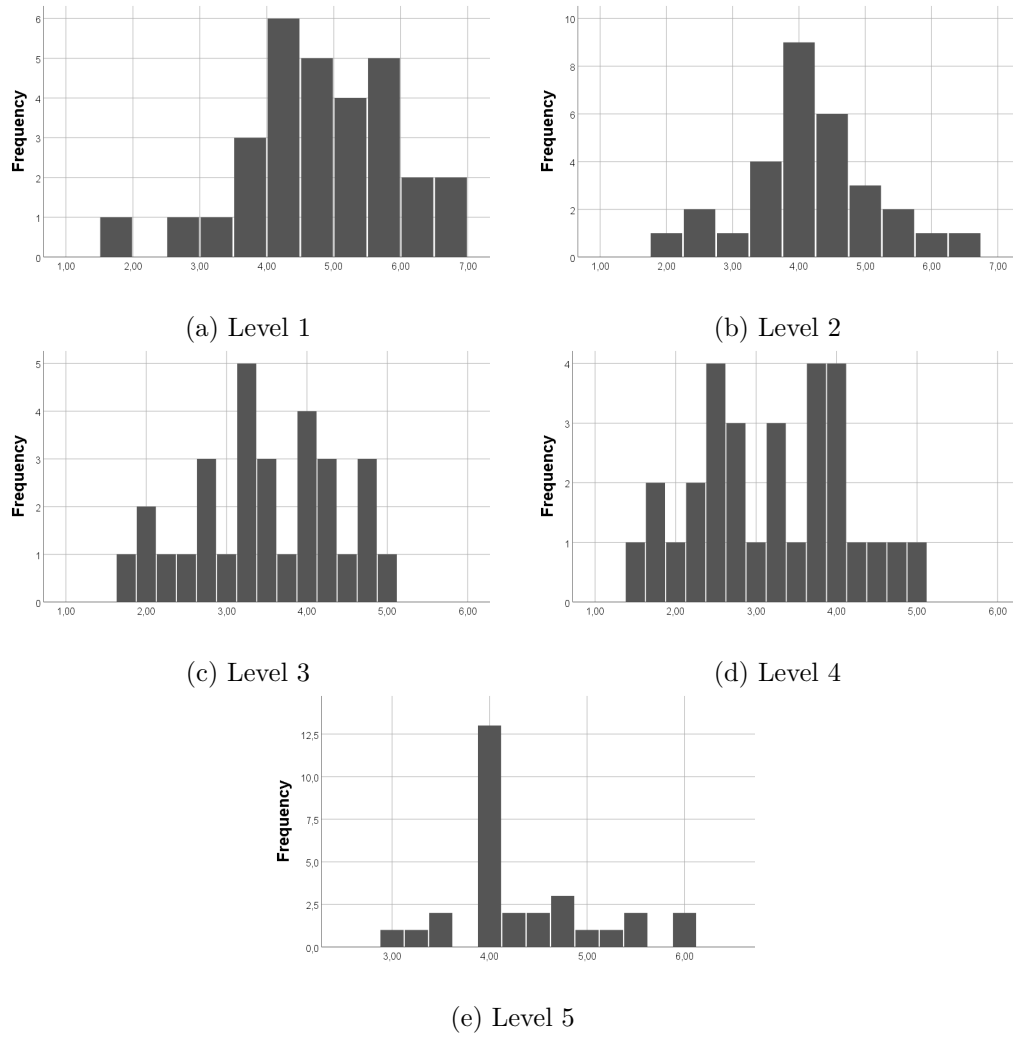 Frequency
6
5
4
3
2
1
0
1,00 2,00 3,00 4,00 5,00 6,00 7,00
(a) Level 1
Frequency
10
8
6
4
2
0
1,00 2,00 3,00 4,00 5,00 6,00 7,00
(b) Level 2
Frequency
5
4
3
2
1
0
1,00 2,00 3,00 4,00 5,00 6,00
(c) Level 3
Frequency
4
3
2
1
0
1,00 2,00 3,00 4,00 5,00 6,00
(d) Level 4
Frequency
12,5
10,0
7,5
5,0
2,5
0,0
3,00 4,00 5,00 6,00
(e) Level 5